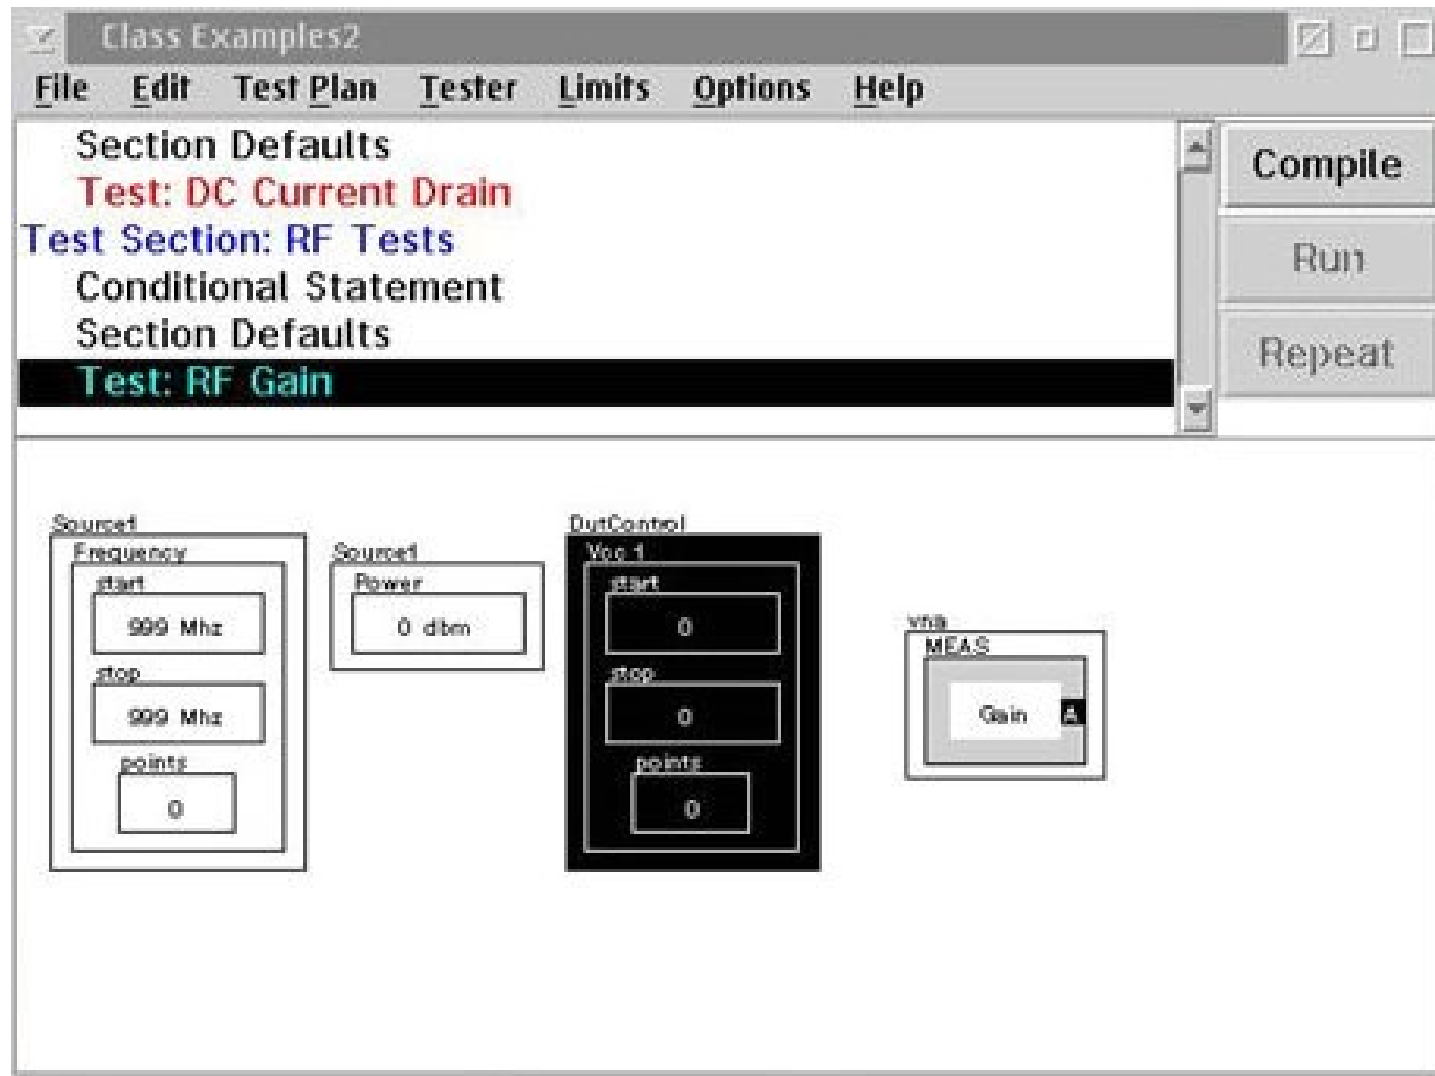 Class Examples2
File Edit Test Plan Tester Limits Options Help
Section Defaults
Test: DC Current Drain
Test Section: RF Tests
Conditional Statement
Section Defaults
Test: RF Gain
Compile
Run
Repeat
Source1
Frequency
start
999 Mhz
stop
999 Mhz
points
0
Source1
Power
0 dbm
DutControl
Vcc 1
start
0
stop
0
points
0
vna
MEAS
Gain A